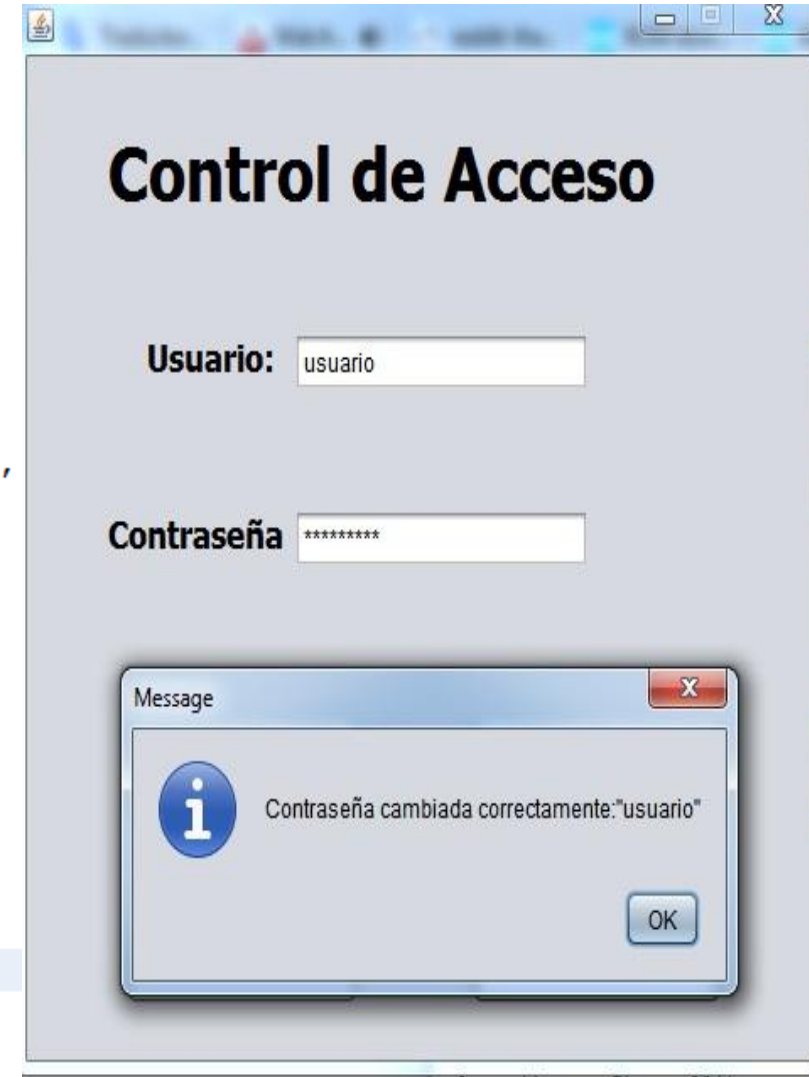 Control de Acceso
Usuario: usuario
,
Contraseña *********
Message
Contraseña cambiada correctamente:"usuario"
OK